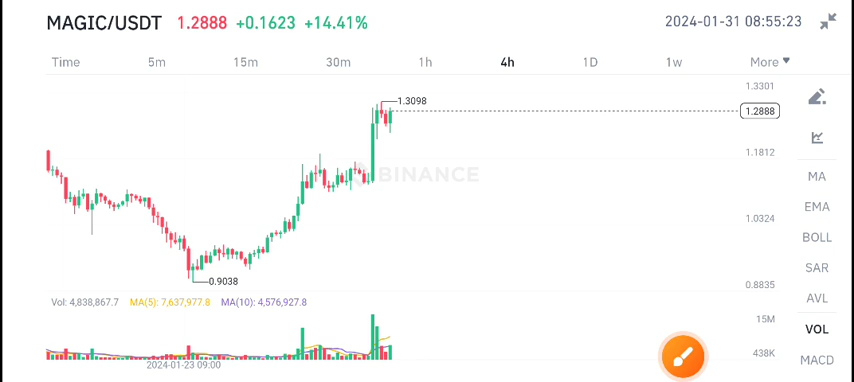 MAGIC/USDT 1.2888 +0.1623 +14.41% 2024-01-31 08:55:23
Time 5m 15m 30m 1h 4h 1D 1w More
1.3301
1.3098
1.2888
1.1812
BINANCE
MA
EMA
1.0324
BOLL
SAR
0.9038
0.8835
AVL
Vol: 4,838,867.7 MA(5): 7,637,977.8 MA(10): 4,576,927.8
15M
VOL
438K
MACD
2024-01-23 09:00